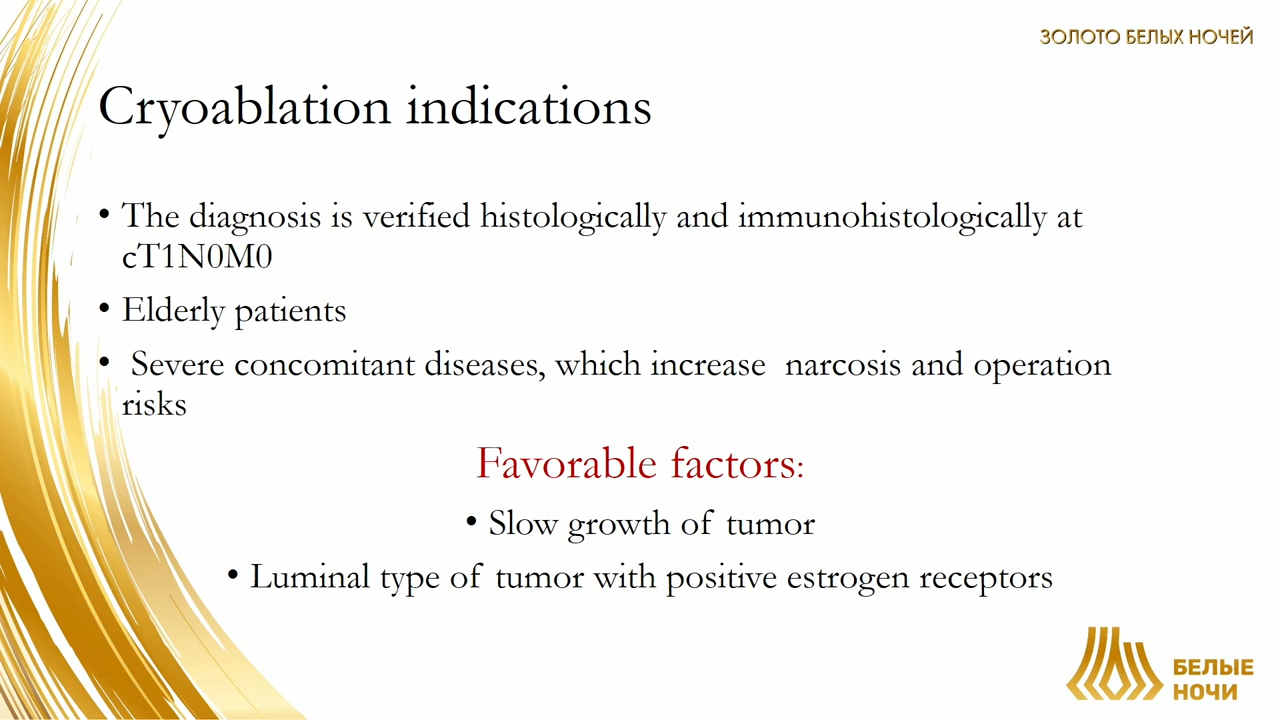 ЗОЛОТО БЕЛЫХ НОЧЕЙ
Cryoablation indications
• The diagnosis is verified histologically and immunohistologically at
cT1N0M0
• Elderly patients
• Severe concomitant diseases, which increase narcosis and operation
risks
Favorable factors:
• Slow growth of tumor
• Luminal type of tumor with positive estrogen receptors
БЕЛЫЕ
НОЧИ